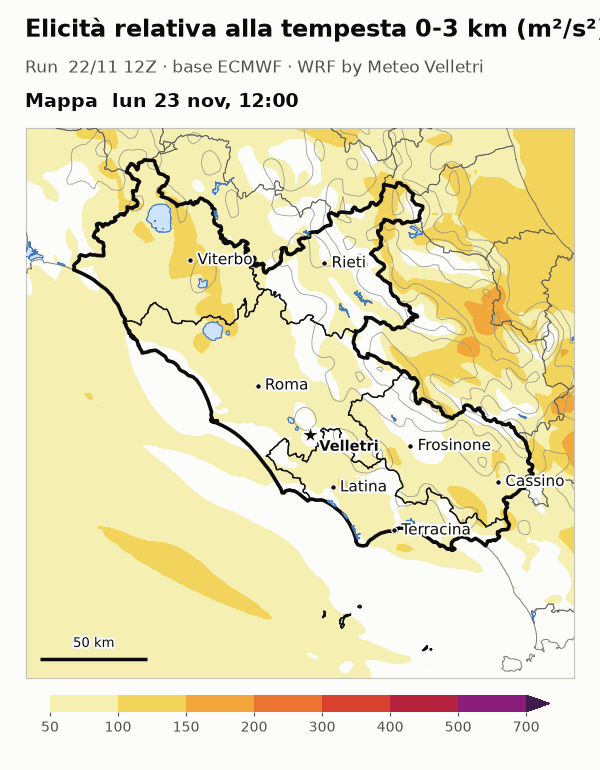 Elicità relativa alla tempesta 0-3 km (m²/s²)
Run 22/11 12Z · base ECMWF · WRF by Meteo Velletri
Mappa lun 23 nov, 12:00
Viterbo
Rieti
Roma
Velletri
Frosinone
Cassino
Latina
Terracina
50 km
50 100 150 200 300 400 500 700